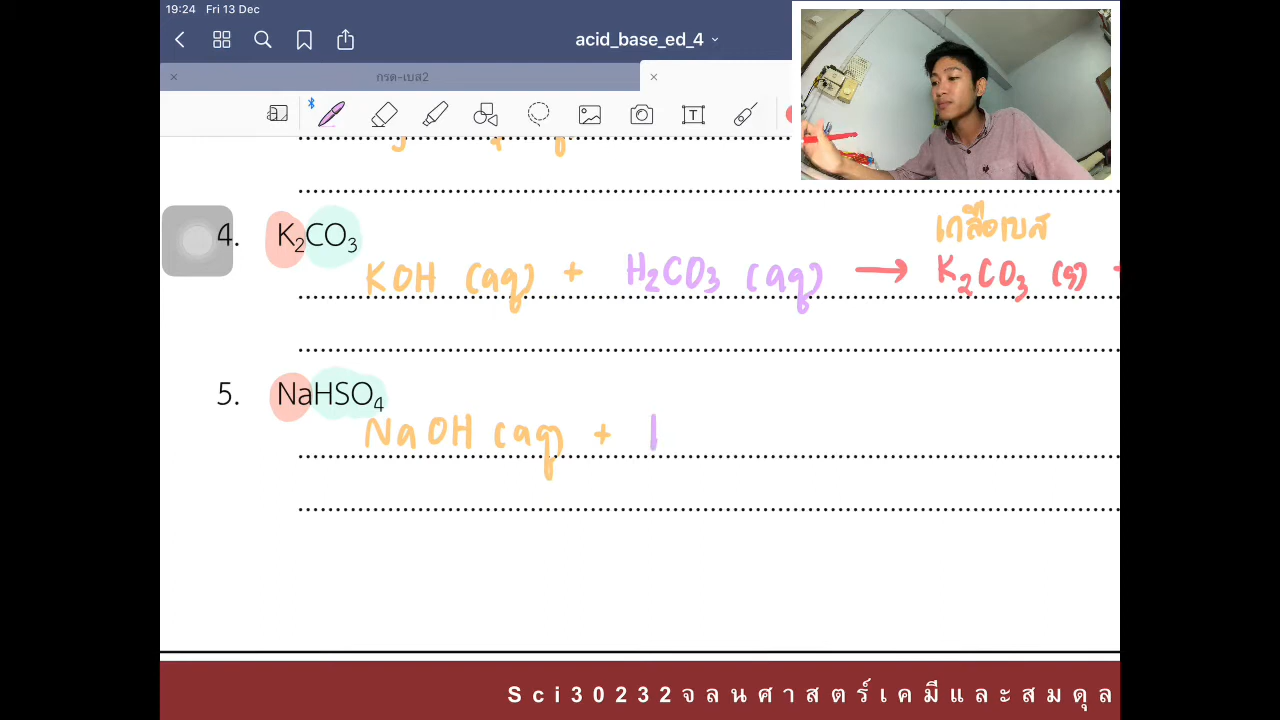 19:24 Fri 13 Dec
acid_base_ed_4
กรด-เบส2
T
เกลือเบส
4. K₂CO₃
KOH (aq) + H₂CO₃ (aq) → K₂CO₃ (s) +
5. NaHSO₄
NaOH (aq) +
Sci30232จลนศาสตร์เคมีและสมดุล